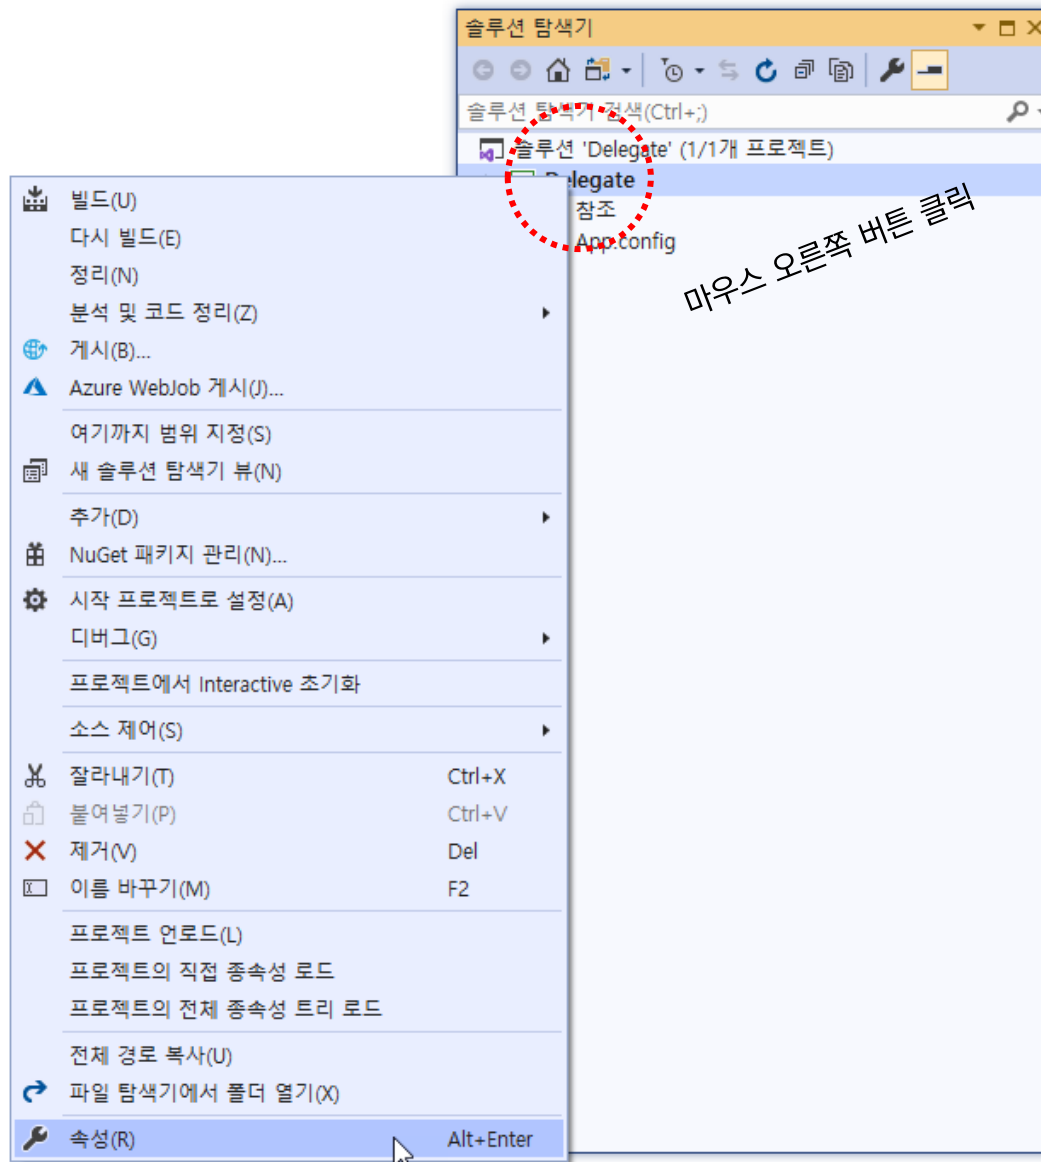 솔루션 탐색기
솔루션 탐색기 검색(Ctrl+;)
솔루션 'Delegate' (1/1개 프로젝트)
Delegate
참조
App.config
마우스 오른쪽 버튼 클릭
빌드(U)
다시 빌드(E)
정리(N)
분석 및 코드 정리(Z)
게시(B)...
Azure WebJob 게시(J)...
여기까지 범위 지정(S)
새 솔루션 탐색기 뷰(N)
추가(D)
NuGet 패키지 관리(N)...
시작 프로젝트로 설정(A)
디버그(G)
프로젝트에서 Interactive 초기화
소스 제어(S)
잘라내기(T) Ctrl+X
붙여넣기(P) Ctrl+V
제거(V) Del
이름 바꾸기(M) F2
프로젝트 언로드(L)
프로젝트의 직접 종속성 로드
프로젝트의 전체 종속성 트리 로드
전체 경로 복사(U)
파일 탐색기에서 폴더 열기(X)
속성(R) Alt+Enter